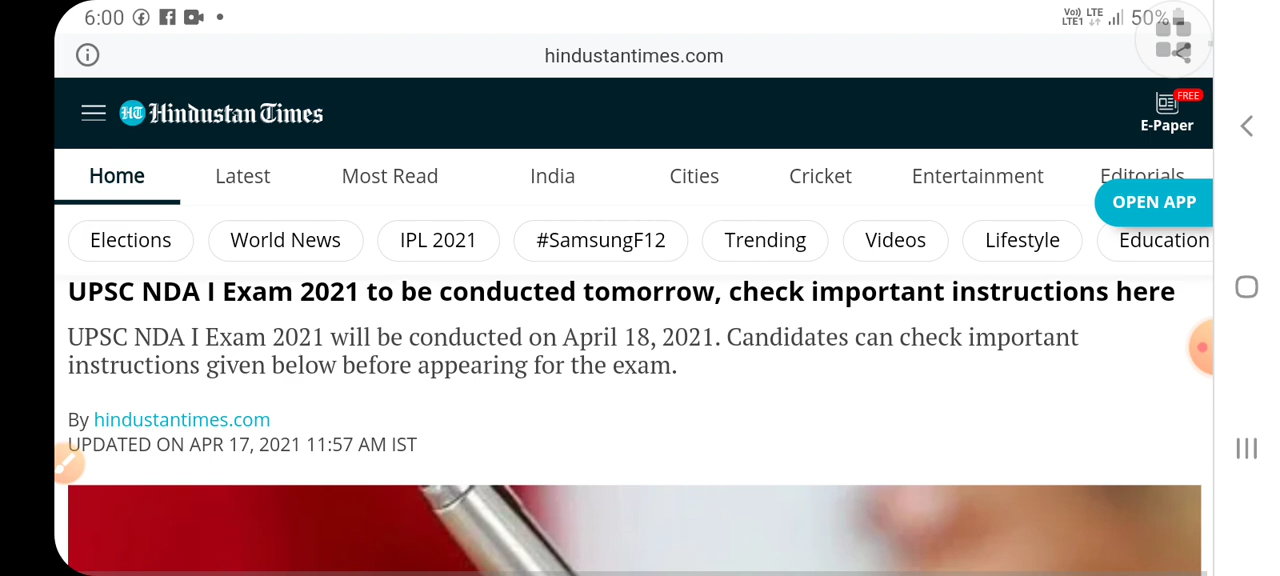 6:00
Vo) LTE
LTE1
50%
hindustantimes.com
HT Hindustan Times
FREE
E-Paper
Home Latest Most Read India Cities Cricket Entertainment Editorials
OPEN APP
Elections World News IPL 2021 #SamsungF12 Trending Videos Lifestyle Education
UPSC NDA I Exam 2021 to be conducted tomorrow, check important instructions here
UPSC NDA I Exam 2021 will be conducted on April 18, 2021. Candidates can check important
instructions given below before appearing for the exam.
By hindustantimes.com
UPDATED ON APR 17, 2021 11:57 AM IST